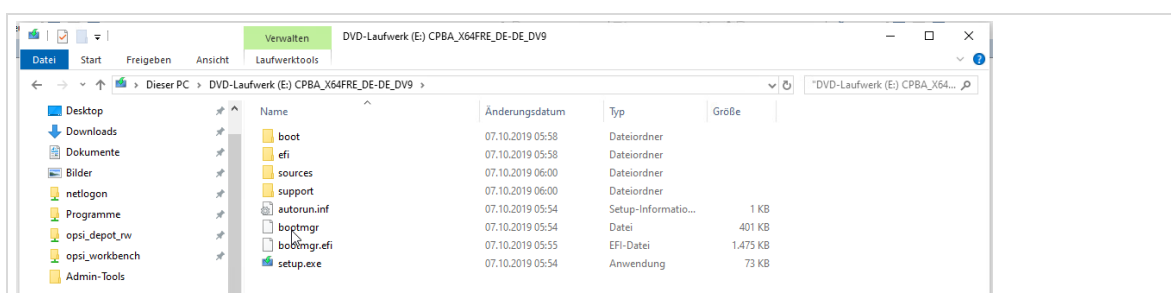 Verwalten DVD-Laufwerk (E:) CPBA_X64FRE_DE-DE_DV9
Datei Start Freigeben Ansicht Laufwerktools
Dieser PC > DVD-Laufwerk (E:) CPBA_X64FRE_DE-DE_DV9 > "DVD-Laufwerk (E:) CPBA_X64...
Name Änderungsdatum Typ Größe
Desktop
Downloads
Dokumente
Bilder
netlogon
Programme
opsi_depot_rw
opsi_workbench
Admin-Tools
boot 07.10.2019 05:58 Dateiordner
efi 07.10.2019 05:58 Dateiordner
sources 07.10.2019 06:00 Dateiordner
support 07.10.2019 06:00 Dateiordner
autorun.inf 07.10.2019 05:54 Setup-Informatio... 1 KB
bootmgr 07.10.2019 05:54 Datei 401 KB
bootmgr.efi 07.10.2019 05:55 EFI-Datei 1.475 KB
setup.exe 07.10.2019 05:54 Anwendung 73 KB